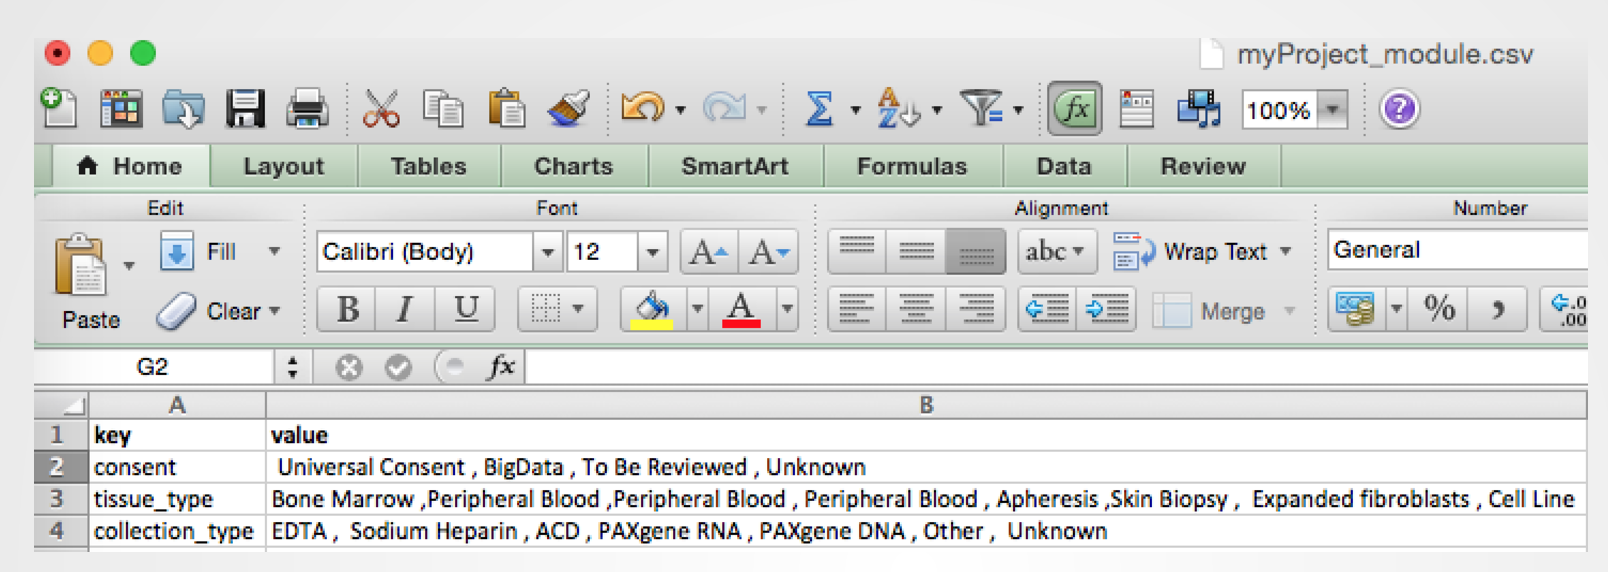 myProject_module.csv
fx 100% ?
Home Layout Tables Charts SmartArt Formulas Data Review
Edit Font Alignment Number
Fill Calibri (Body) 12 A A abc Wrap Text General
Paste Clear B I U A Merge % , .0 .00
G2 fx
A B
1 key value
2 consent Universal Consent , BigData , To Be Reviewed , Unknown
3 tissue_type Bone Marrow ,Peripheral Blood ,Peripheral Blood , Peripheral Blood , Apheresis ,Skin Biopsy , Expanded fibroblasts , Cell Line
4 collection_type EDTA , Sodium Heparin , ACD , PAXgene RNA , PAXgene DNA , Other , Unknown